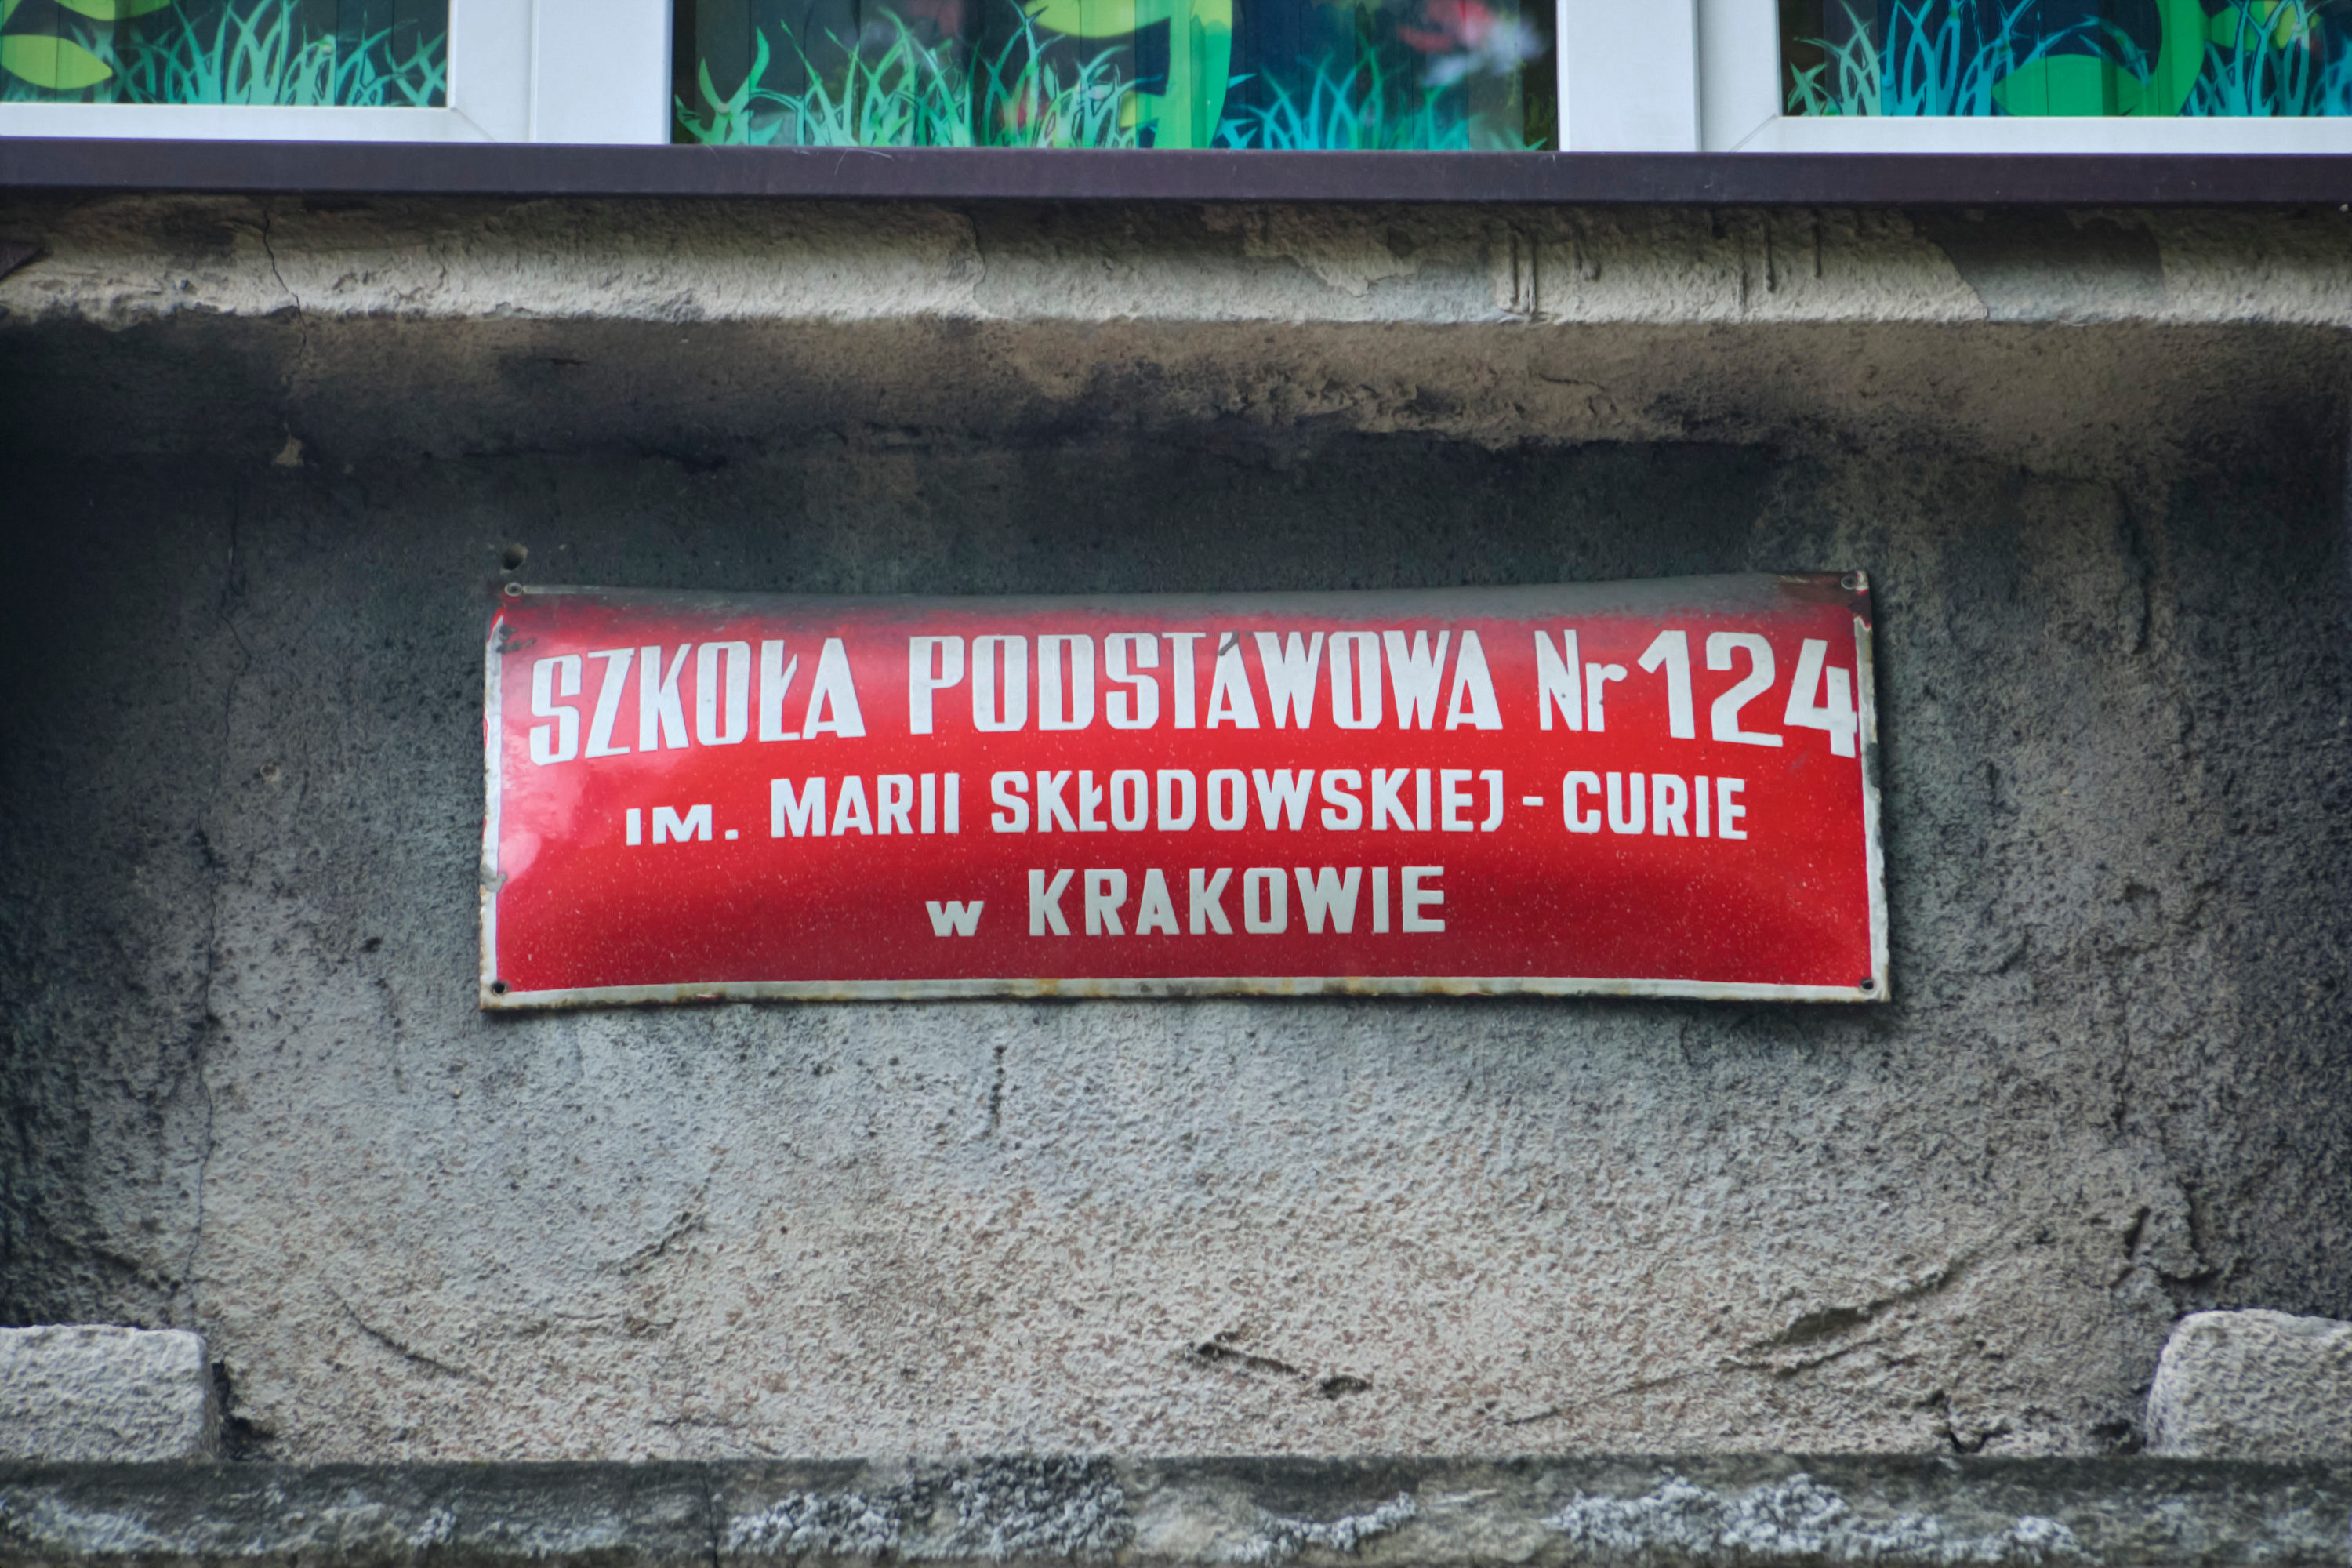 SZKOŁA PODSTAWOWA Nr 124
IM. MARII SKŁODOWSKIEJ - CURIE
w KRAKOWIE